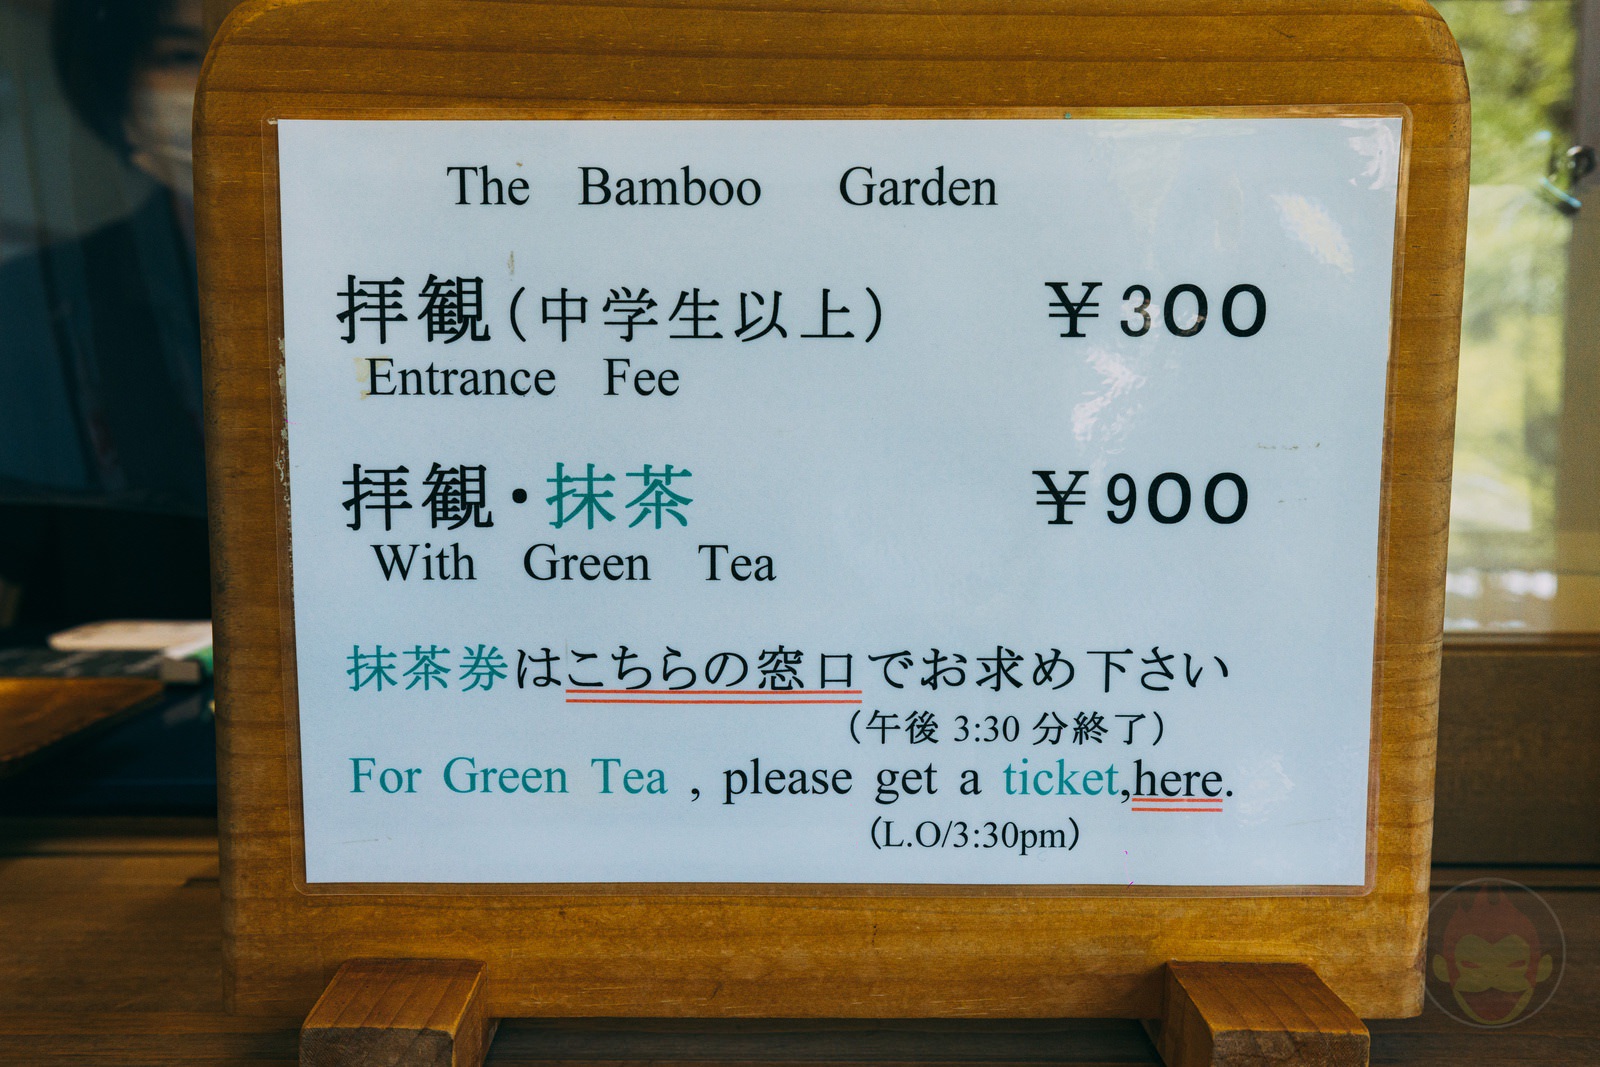 The Bamboo Garden
拝観（中学生以上） ￥300
Entrance Fee
拝観・抹茶 ￥900
With Green Tea
抹茶券はこちらの窓口でお求め下さい
（午後 3:30 分終了）
For Green Tea , please get a ticket,here.
(L.O/3:30pm)